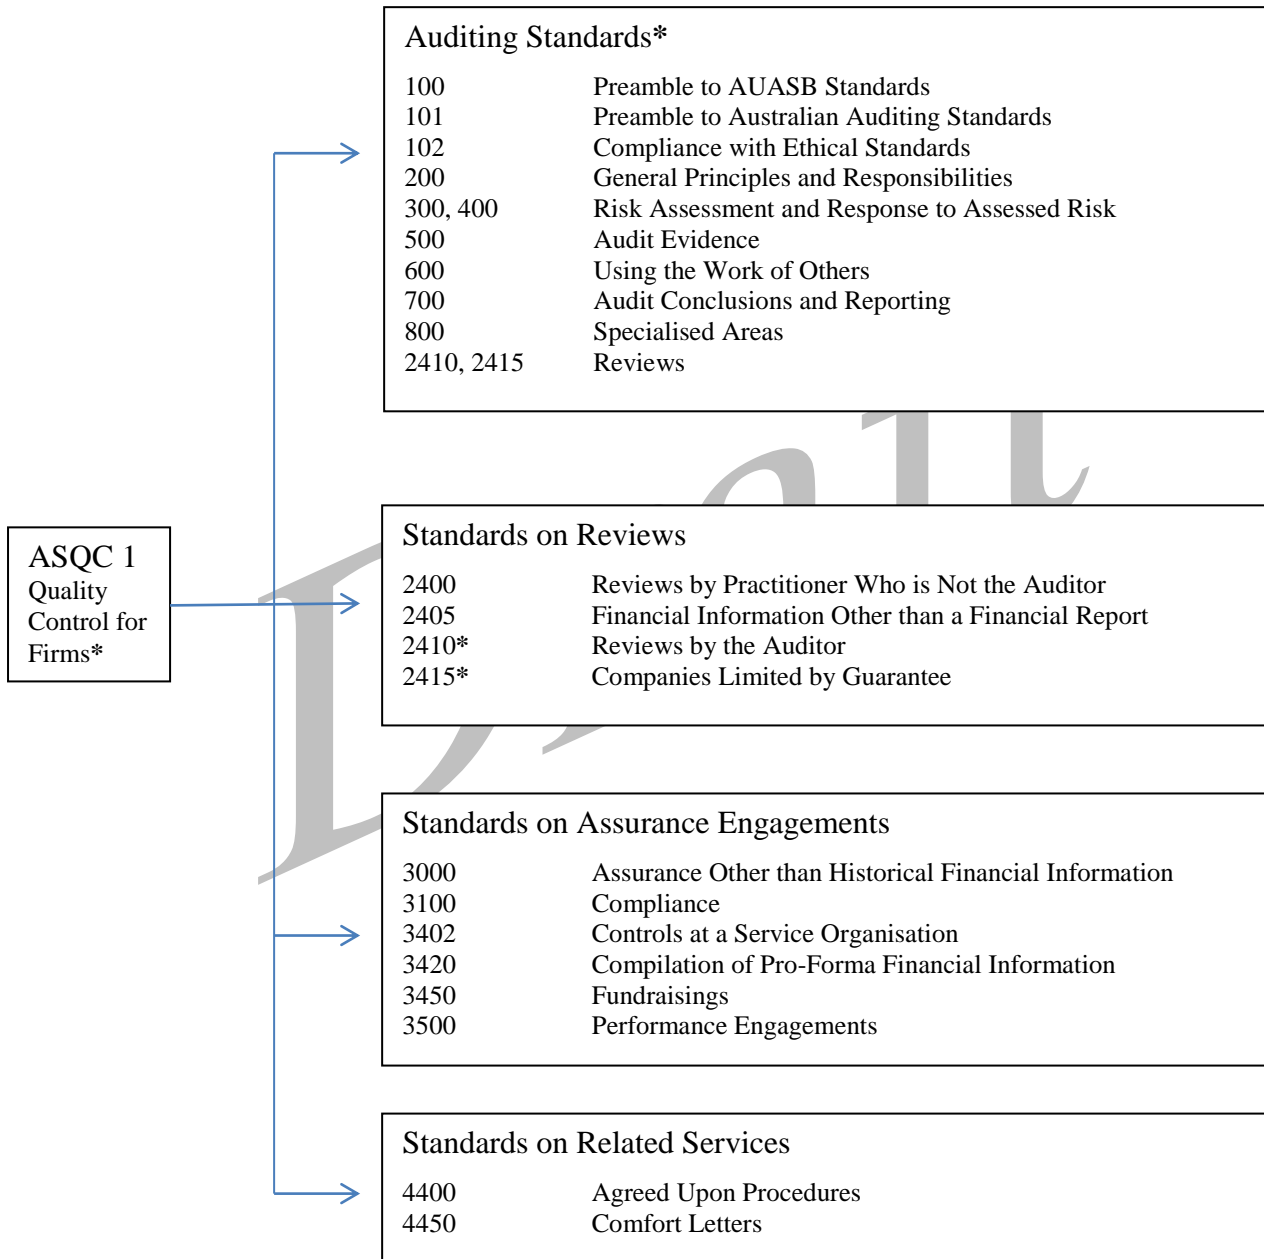 Auditing Standards*
100 Preamble to AUASB Standards
101 Preamble to Australian Auditing Standards
102 Compliance with Ethical Standards
200 General Principles and Responsibilities
300, 400 Risk Assessment and Response to Assessed Risk
500 Audit Evidence
600 Using the Work of Others
700 Audit Conclusions and Reporting
800 Specialised Areas
2410, 2415 Reviews
ASQC 1
Quality
Control for
Firms*
Standards on Reviews
2400 Reviews by Practitioner Who is Not the Auditor
2405 Financial Information Other than a Financial Report
2410* Reviews by the Auditor
2415* Companies Limited by Guarantee
Standards on Assurance Engagements
3000 Assurance Other than Historical Financial Information
3100 Compliance
3402 Controls at a Service Organisation
3420 Compilation of Pro-Forma Financial Information
3450 Fundraisings
3500 Performance Engagements
Standards on Related Services
4400 Agreed Upon Procedures
4450 Comfort Letters
Draft